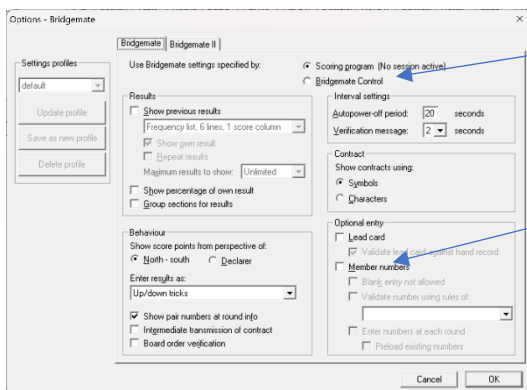 Options - Bridgemate
Bridgemate
Bridgemate II
Settings profiles
default
Update profile
Save as new profile
Delete profile
Use Bridgemate settings specified by:
Scoring program (No session active)
Bridgemate Control
Results
Show previous results
Frequency list, 6 lines, 1 score column
Show own result
Repeat results
Maximum results to show: Unlimited
Show percentage of own result
Group sections for results
Interval settings
Autopower-off period: 20 seconds
Verification message: 2 seconds
Contract
Show contracts using:
Symbols
Characters
Behaviour
Show score points from perspective of:
North - south Declarer
Enter results as:
Up/down tricks
Show pair numbers at round info
Intermediate transmission of contract
Board order verification
Optional entry
Lead card
Validate lead card against hand record
Member numbers
Blank entry not allowed
Validate number using rules of:
Enter numbers at each round
Preload existing numbers
Cancel OK